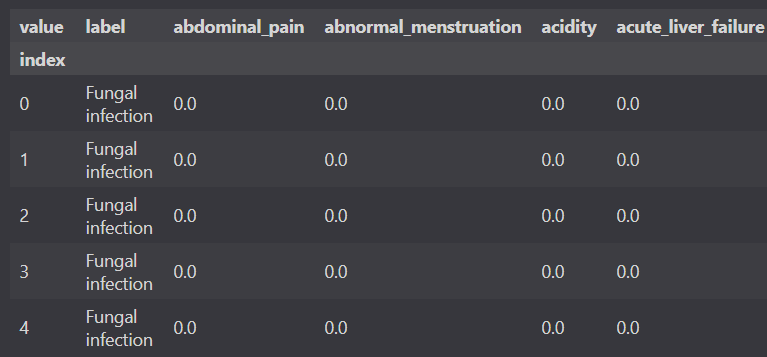 value label abdominal_pain abnormal_menstruation acidity acute_liver_failure
index
0 Fungal infection 0.0 0.0 0.0 0.0
1 Fungal infection 0.0 0.0 0.0 0.0
2 Fungal infection 0.0 0.0 0.0 0.0
3 Fungal infection 0.0 0.0 0.0 0.0
4 Fungal infection 0.0 0.0 0.0 0.0